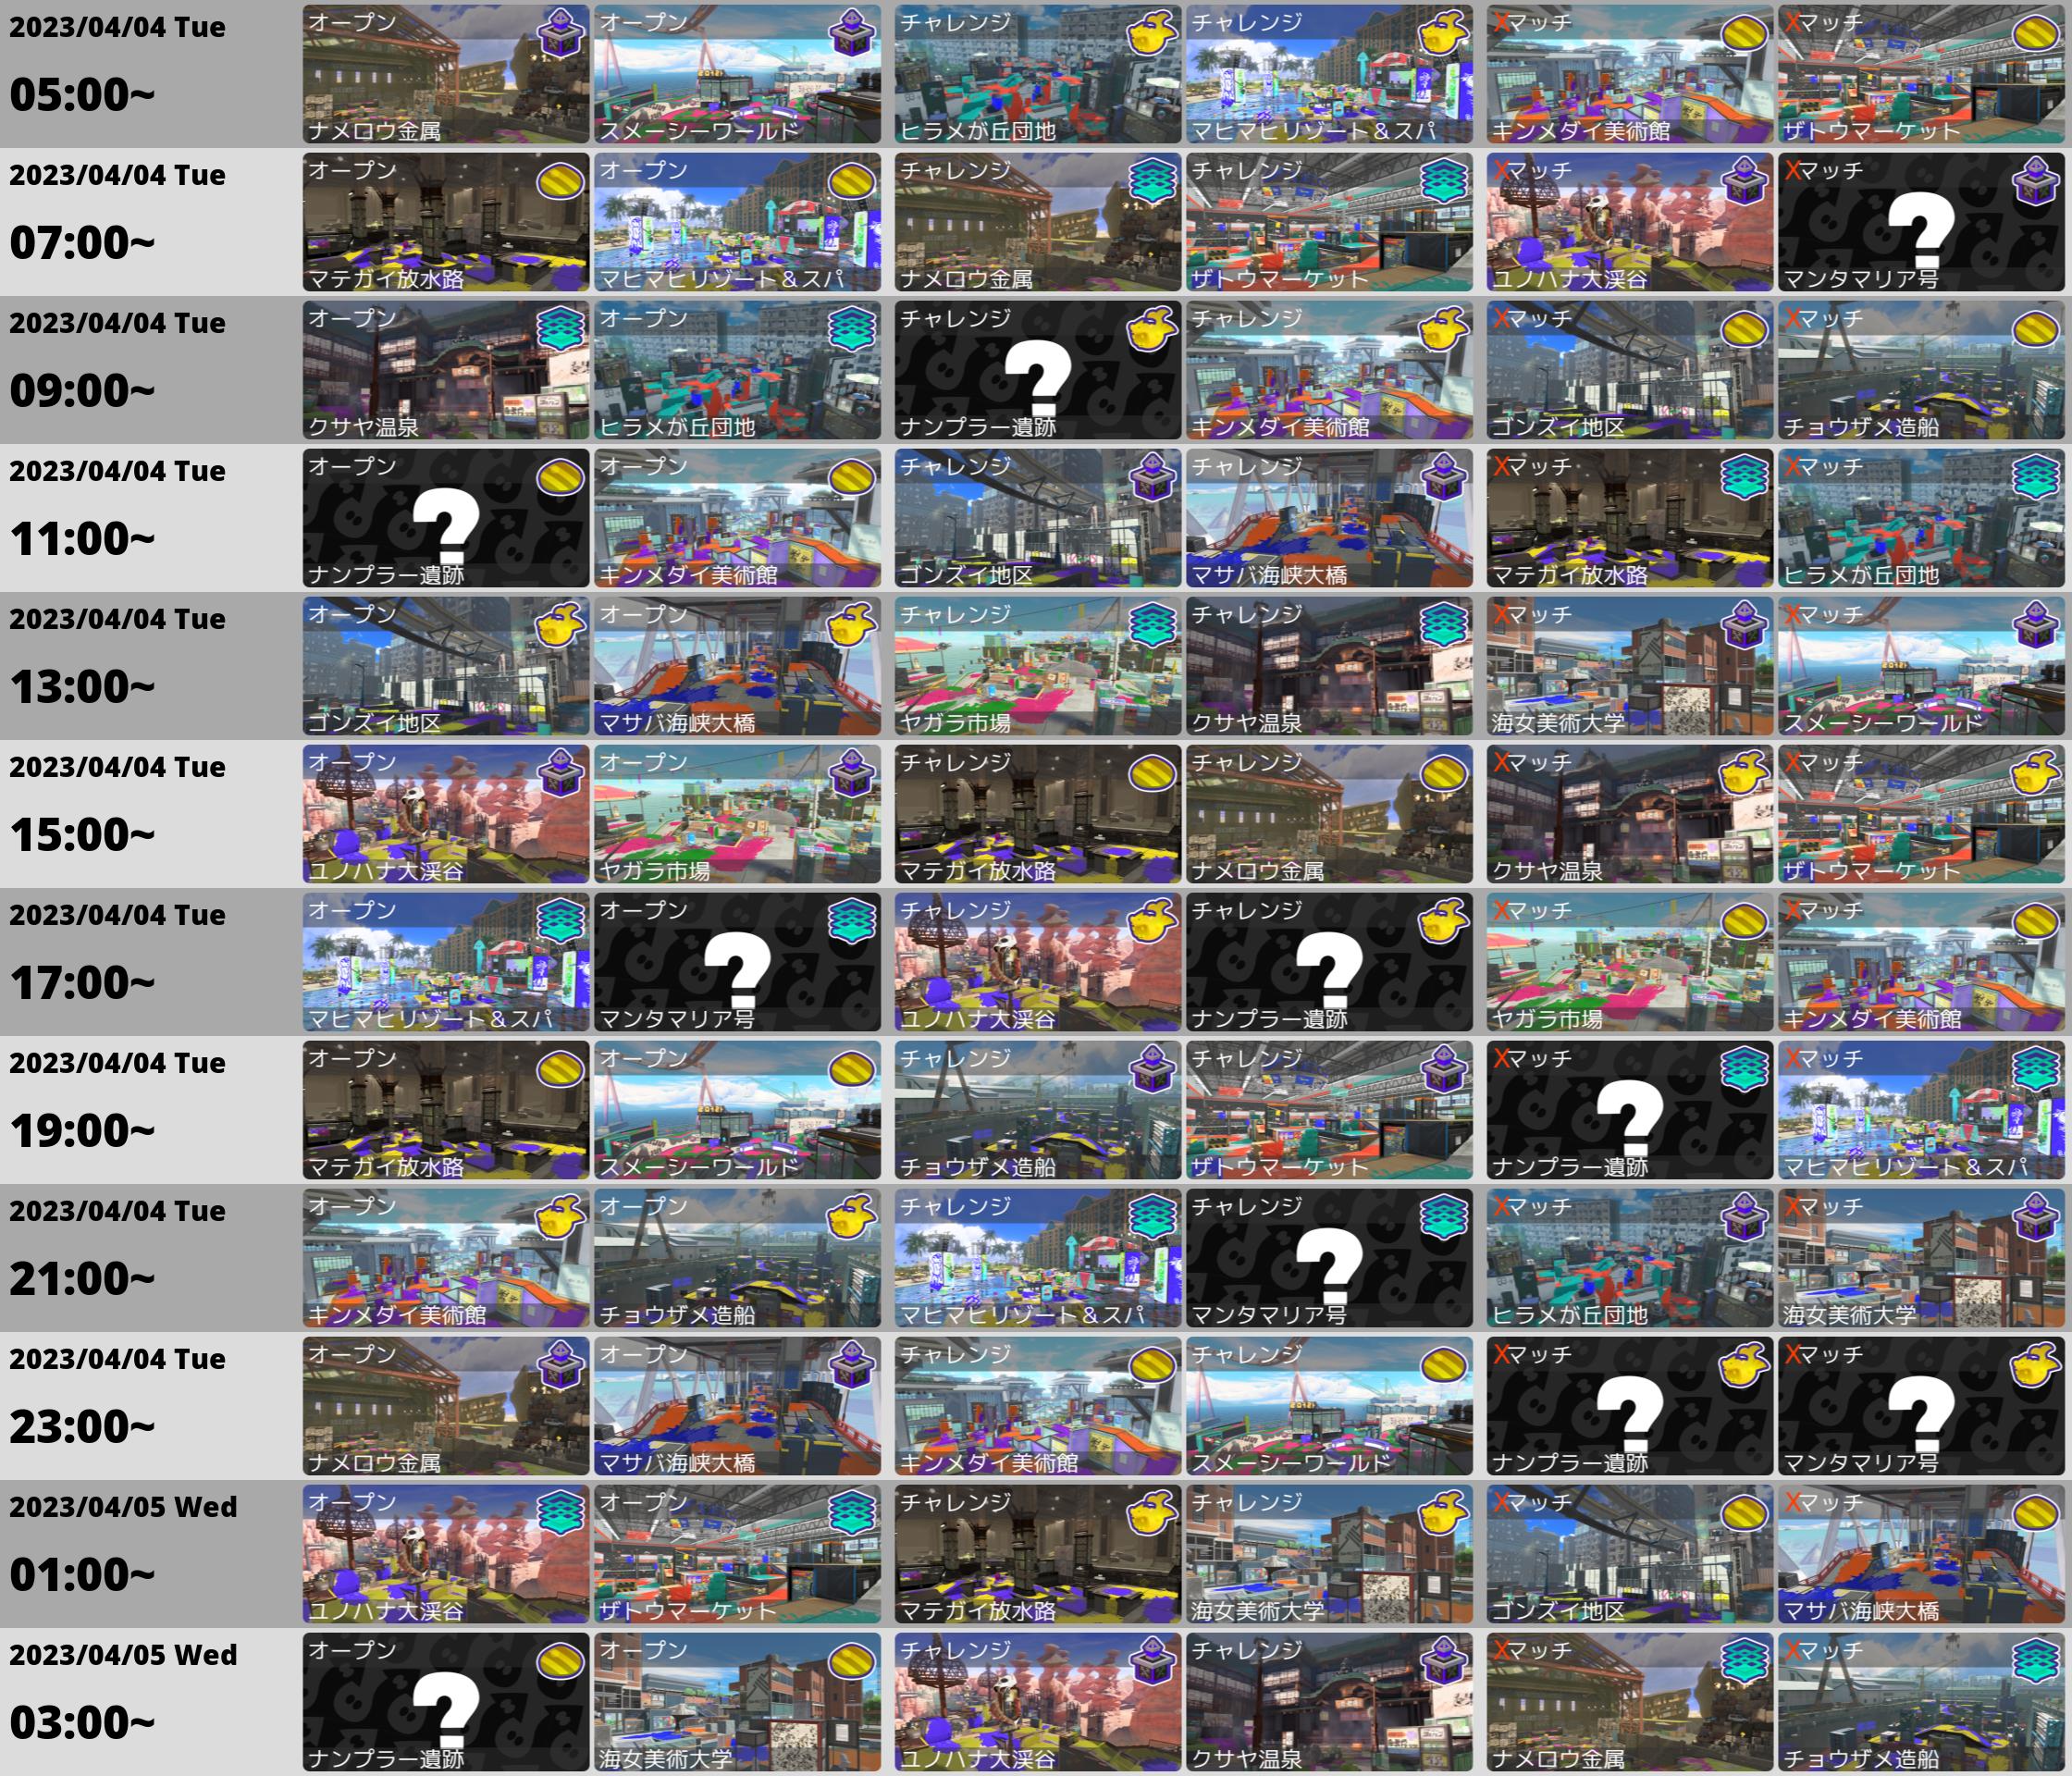 2023/04/04 Tue
05:00~
オープン
ナメロウ金属
オープン
スメーシーワールド
チャレンジ
ヒラメが丘団地
チャレンジ
マヒマヒリゾート＆スパ
Xマッチ
キンメダイ美術館
Xマッチ
ザトウマーケット
2023/04/04 Tue
07:00~
オープン
マテガイ放水路
オープン
マヒマヒリゾート＆スパ
チャレンジ
ナメロウ金属
チャレンジ
ザトウマーケット
Xマッチ
ユノハナ大渓谷
Xマッチ
?
マンタマリア号
2023/04/04 Tue
09:00~
オープン
クサヤ温泉
オープン
ヒラメが丘団地
チャレンジ
?
ナンプラー遺跡
チャレンジ
キンメダイ美術館
Xマッチ
ゴンズイ地区
Xマッチ
チョウザメ造船
2023/04/04 Tue
11:00~
オープン
?
ナンプラー遺跡
オープン
キンメダイ美術館
チャレンジ
ゴンズイ地区
チャレンジ
マサバ海峡大橋
Xマッチ
マテガイ放水路
Xマッチ
ヒラメが丘団地
2023/04/04 Tue
13:00~
オープン
ゴンズイ地区
オープン
マサバ海峡大橋
チャレンジ
ヤガラ市場
チャレンジ
クサヤ温泉
Xマッチ
海女美術大学
Xマッチ
スメーシーワールド
2023/04/04 Tue
15:00~
オープン
ユノハナ大渓谷
オープン
ヤガラ市場
チャレンジ
マテガイ放水路
チャレンジ
ナメロウ金属
Xマッチ
クサヤ温泉
Xマッチ
ザトウマーケット
2023/04/04 Tue
17:00~
オープン
マヒマヒリゾート＆スパ
オープン
?
マンタマリア号
チャレンジ
ユノハナ大渓谷
チャレンジ
?
ナンプラー遺跡
Xマッチ
ヤガラ市場
Xマッチ
キンメダイ美術館
2023/04/04 Tue
19:00~
オープン
マテガイ放水路
オープン
スメーシーワールド
チャレンジ
チョウザメ造船
チャレンジ
ザトウマーケット
Xマッチ
?
ナンプラー遺跡
Xマッチ
マヒマヒリゾート＆スパ
2023/04/04 Tue
21:00~
オープン
キンメダイ美術館
オープン
チョウザメ造船
チャレンジ
マヒマヒリゾート＆スパ
チャレンジ
?
マンタマリア号
Xマッチ
ヒラメが丘団地
Xマッチ
海女美術大学
2023/04/04 Tue
23:00~
オープン
ナメロウ金属
オープン
マサバ海峡大橋
チャレンジ
キンメダイ美術館
チャレンジ
スメーシーワールド
Xマッチ
?
ナンプラー遺跡
Xマッチ
?
マンタマリア号
2023/04/05 Wed
01:00~
オープン
ユノハナ大渓谷
オープン
ザトウマーケット
チャレンジ
マテガイ放水路
チャレンジ
海女美術大学
Xマッチ
ゴンズイ地区
Xマッチ
マサバ海峡大橋
2023/04/05 Wed
03:00~
オープン
?
ナンプラー遺跡
オープン
海女美術大学
チャレンジ
ユノハナ大渓谷
チャレンジ
クサヤ温泉
Xマッチ
ナメロウ金属
Xマッチ
チョウザメ造船